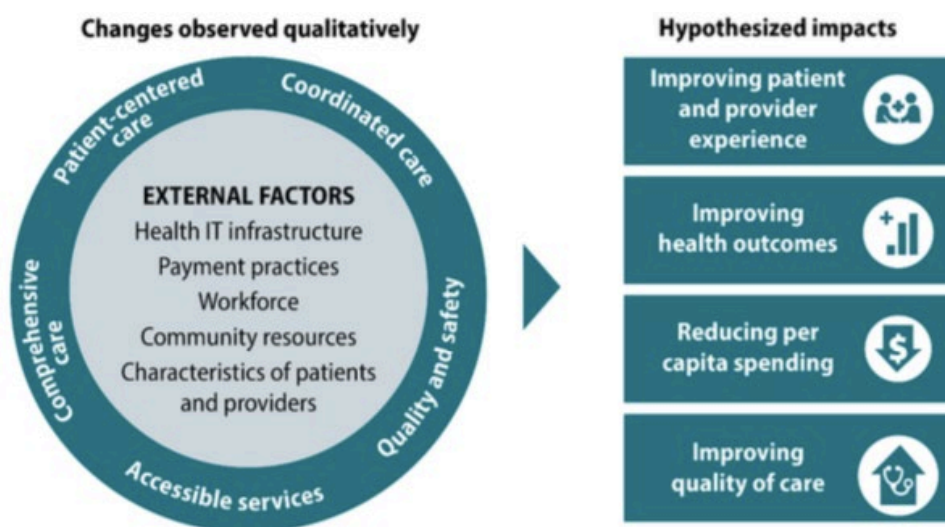 Changes observed qualitatively
Patient-centered
care
Coordinated care
Comprehensive
care
Accessible services
Quality and safety
EXTERNAL FACTORS
Health IT infrastructure
Payment practices
Workforce
Community resources
Characteristics of patients
and providers
Hypothesized impacts
Improving patient
and provider
experience
Improving
health outcomes
+
Reducing per
capita spending
$
Improving
quality of care